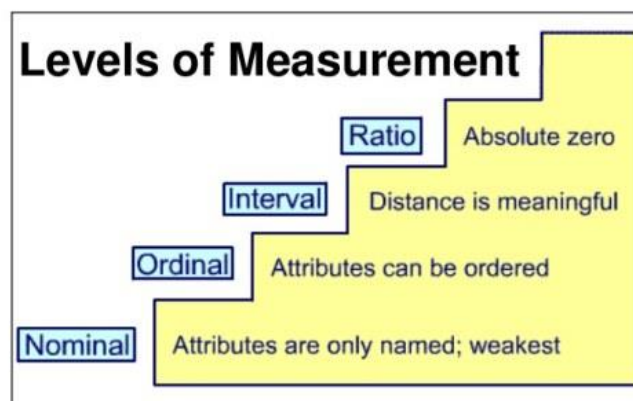 Levels of Measurement
Ratio Absolute zero
Interval Distance is meaningful
Ordinal Attributes can be ordered
Nominal Attributes are only named; weakest